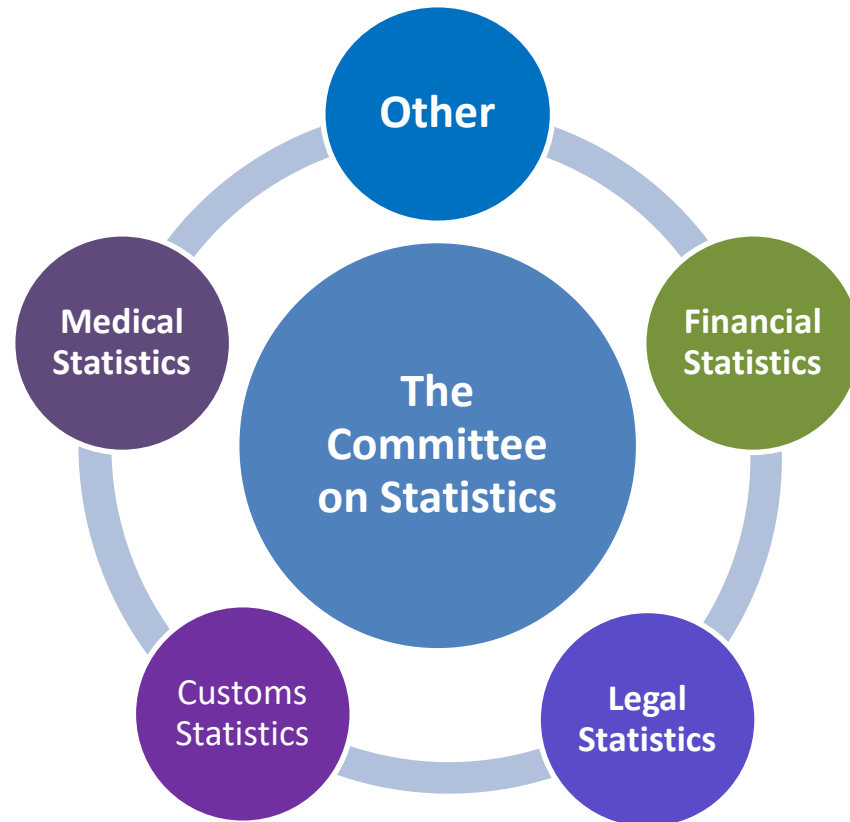 Other
Medical
Statistics
Financial
Statistics
The
Committee
on Statistics
Customs
Statistics
Legal
Statistics